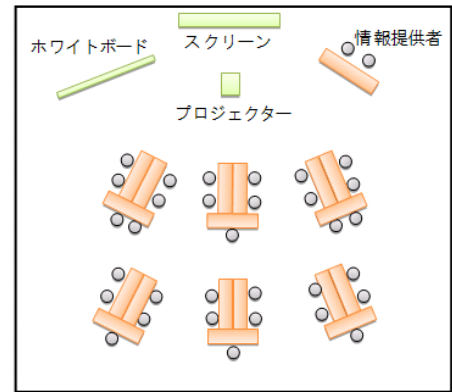 スクリーン
ホワイトボード
情報提供者
プロジェクター